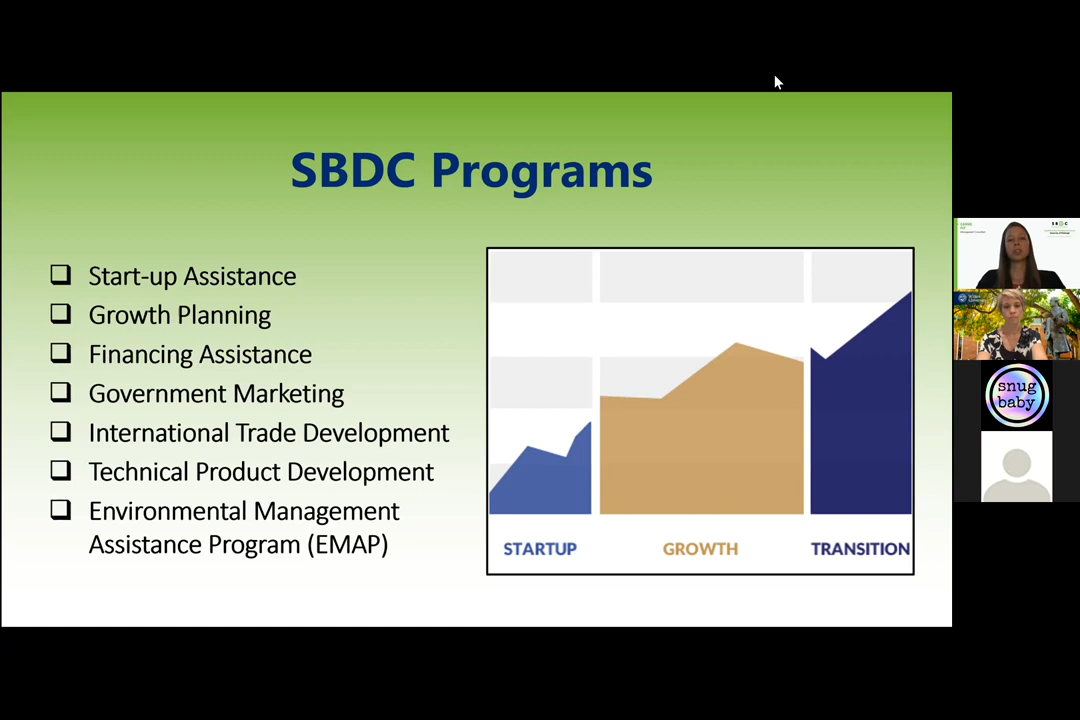 SBDC Programs
Start-up Assistance
Growth Planning
Financing Assistance
Government Marketing
International Trade Development
Technical Product Development
Environmental Management
Assistance Program (EMAP)
STARTUP
GROWTH
TRANSITION
SBDC
snug
baby